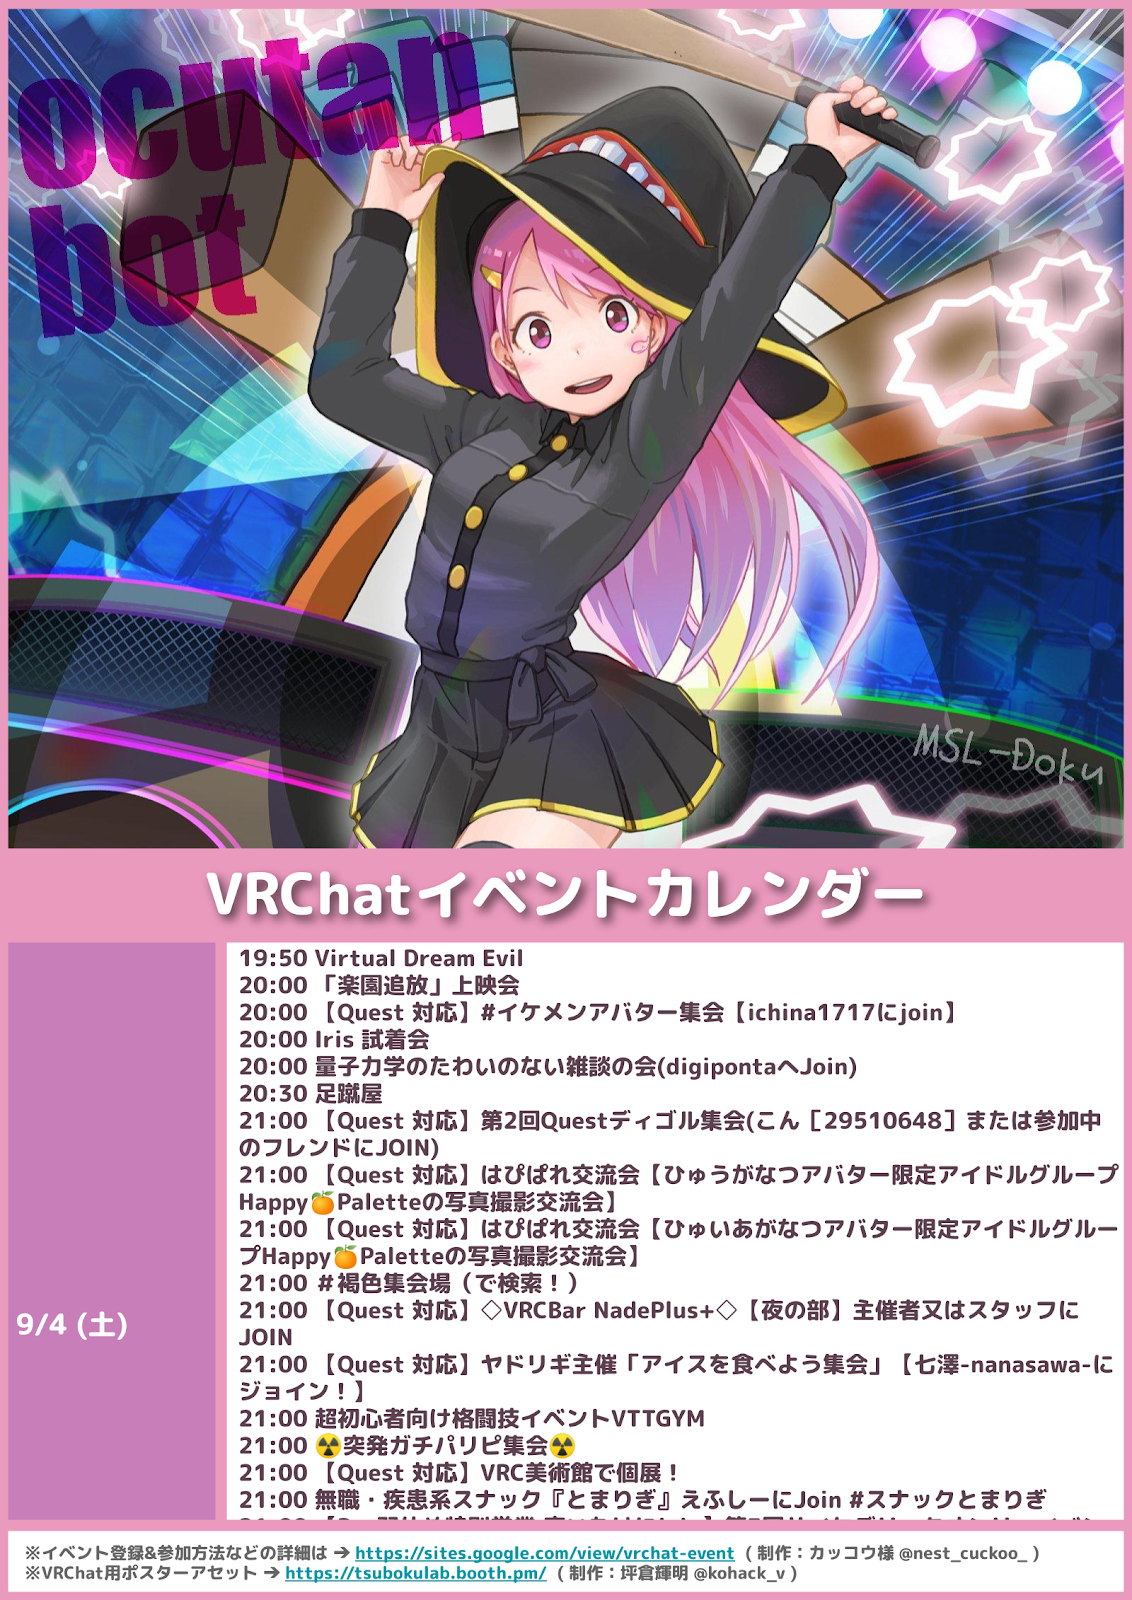 ocutan
bot
MSL-Doku
VRChatイベントカレンダー
9/4 (土)
19:50 Virtual Dream Evil
20:00 「楽園追放」上映会
20:00 【Quest 対応】#イケメンアバター集会【ichina1717にjoin】
20:00 Iris 試着会
20:00 量子力学のたわいのない雑談の会(digipontaへJoin)
20:30 足蹴屋
21:00 【Quest 対応】第2回Questディゴル集会(こん［29510648］または参加中
のフレンドにJOIN)
21:00 【Quest 対応】はぴぱれ交流会【ひゅうがなつアバター限定アイドルグループ
Happy🍊Paletteの写真撮影交流会】
21:00 【Quest 対応】はぴぱれ交流会【ひゅいあがなつアバター限定アイドルグルー
プHappy🍊Paletteの写真撮影交流会】
21:00 ＃褐色集会場（で検索！）
21:00 【Quest 対応】◇VRCBar NadePlus+◇【夜の部】主催者又はスタッフに
JOIN
21:00 【Quest 対応】ヤドリギ主催「アイスを食べよう集会」【七澤-nanasawa-に
ジョイン！】
21:00 超初心者向け格闘技イベントVTTGYM
21:00 ☢突発ガチパリピ集会☢
21:00 【Quest 対応】VRC美術館で個展！
21:00 無職・疾患系スナック『とまりぎ』えふしーにJoin #スナックとまりぎ
※イベント登録&参加方法などの詳細は ➔ https://sites.google.com/view/vrchat-event （制作：カッコウ様 @nest_cuckoo_ ）
※VRChat用ポスターアセット ➔ https://tsubokulab.booth.pm/ （制作：坪倉輝明 @kohack_v ）